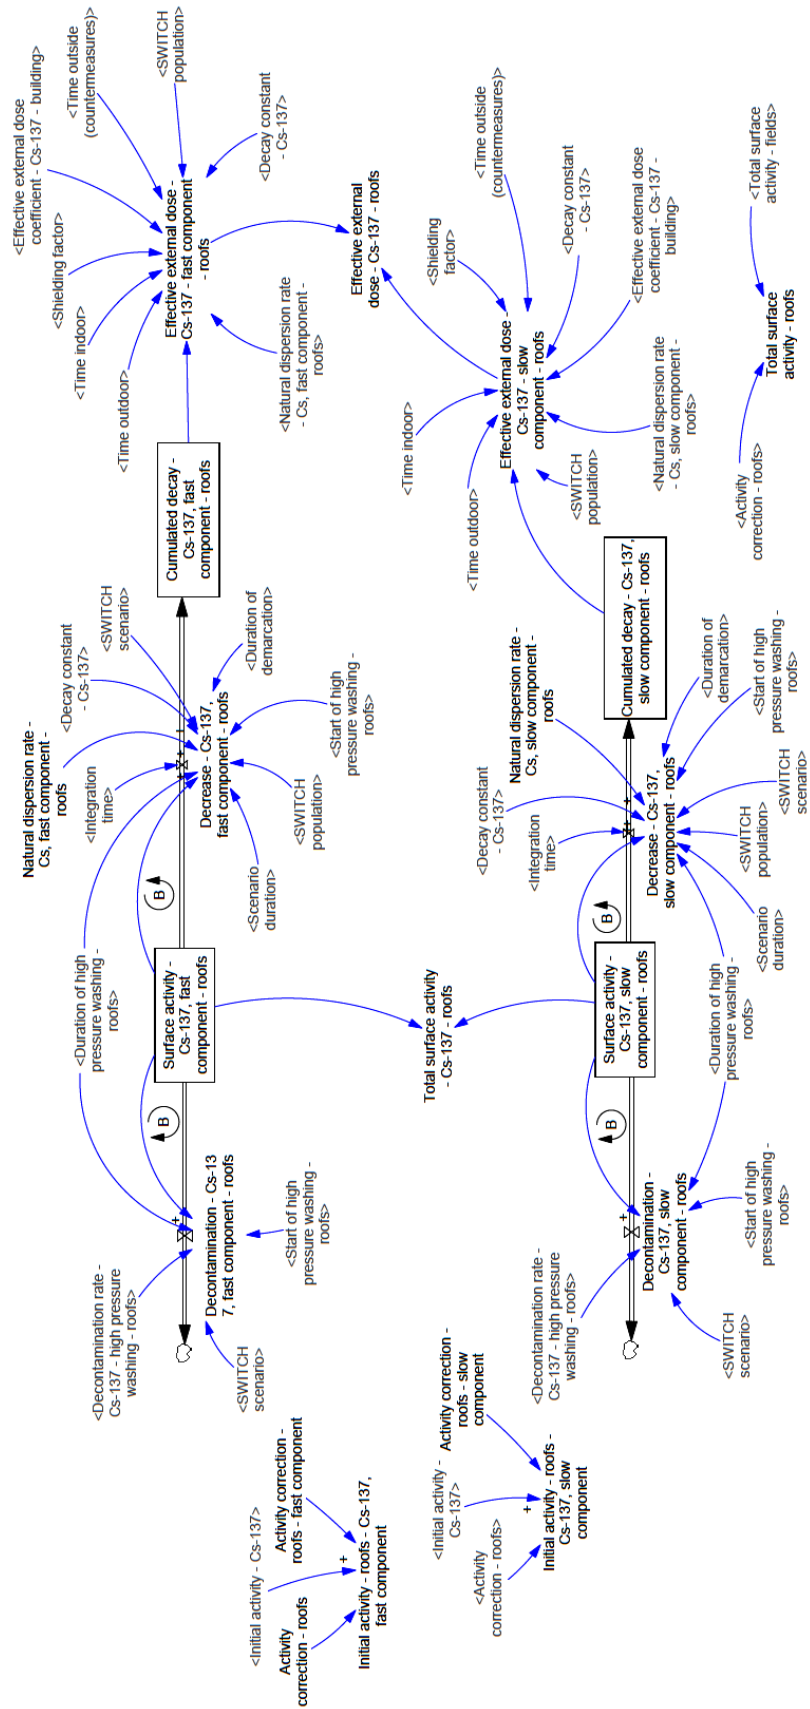 <Decontamination rate -
Cs-137 - high pressure
washing - roofs>
<Duration of high
pressure washing -
roofs>
Natural dispersion rate -
Cs, fast component -
roofs
<Decay constant
- Cs-137>
<Integration
time>
<SWITCH
scenario>
<Time outdoor>
<Time indoor>
<Shielding factor>
<Effective external dose
coefficient - Cs-137 - building>
<Time outside
(countermeasures)>
<SWITCH
population>
<Decay constant
- Cs-137>
B
B
+
+
+
Surface activity -
Cs-137, fast
component - roofs
Cumulated decay -
Cs-137, fast
component - roofs
Effective external dose -
Cs-137 - fast component
- roofs
Decontamination - Cs-13
7, fast component - roofs
Decrease - Cs-137,
fast component - roofs
<SWITCH
scenario>
<Start of high
pressure washing -
roofs>
<Scenario
duration>
<SWITCH
population>
<Start of high
pressure washing -
roofs>
<Duration of
demarcation>
<Natural dispersion rate
- Cs, fast component -
roofs>
<Initial activity - Cs-137>
Activity
correction - roofs
Activity correction -
roofs - fast component
+
Initial activity - roofs - Cs-137,
fast component
Total surface activity
- Cs-137 - roofs
Effective external
dose - Cs-137 - roofs
<Initial activity -
Cs-137>
<Activity
correction - roofs>
Activity correction -
roofs - slow
component
+
Initial activity - roofs -
Cs-137, slow
component
<Decontamination rate -
Cs-137 - high pressure
washing - roofs>
<Decay constant
- Cs-137>
<Integration
time>
Natural dispersion rate -
Cs, slow component -
roofs
<Time outdoor>
<Time indoor>
<Shielding
factor>
<Time outside
(countermeasures)>
<Decay constant
- Cs-137>
<Effective external dose
coefficient - Cs-137 -
building>
Effective external dose -
Cs-137 - slow
component - roofs
<SWITCH
population>
<Natural dispersion rate
- Cs, slow component -
roofs>
B
B
+
+
+
Surface activity -
Cs-137, slow
component - roofs
Cumulated decay - Cs-137,
slow component - roofs
Decontamination -
Cs-137, slow
component - roofs
Decrease - Cs-137,
slow component - roofs
<SWITCH
scenario>
<Start of high
pressure washing -
roofs>
<Duration of high
pressure washing -
roofs>
<Scenario
duration>
<SWITCH
population>
<SWITCH
scenario>
<Start of high
pressure washing -
roofs>
<Duration of
demarcation>
<Activity
correction - roofs>
<Total surface
activity - fields>
Total surface
activity - roofs